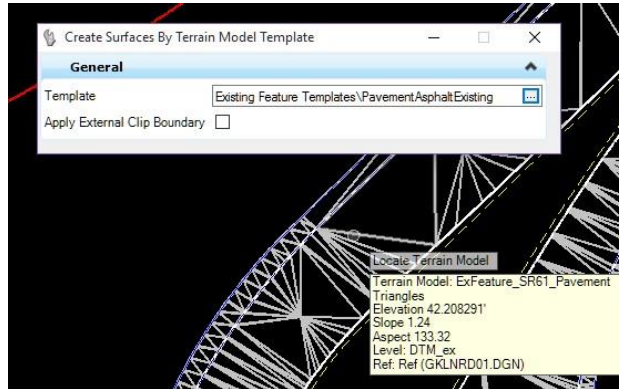 Create Surfaces By Terrain Model Template
General
Template
Existing Feature Templates\PavementAsphaltExisting
...
Apply External Clip Boundary
Locate Terrain Model
Terrain Model: ExFeature_SR61_Pavement
Triangles
Elevation 42.208291'
Slope 1.24
Aspect 133.32
Level: DTM_ex
Ref: Ref (GKLNRD01.DGN)